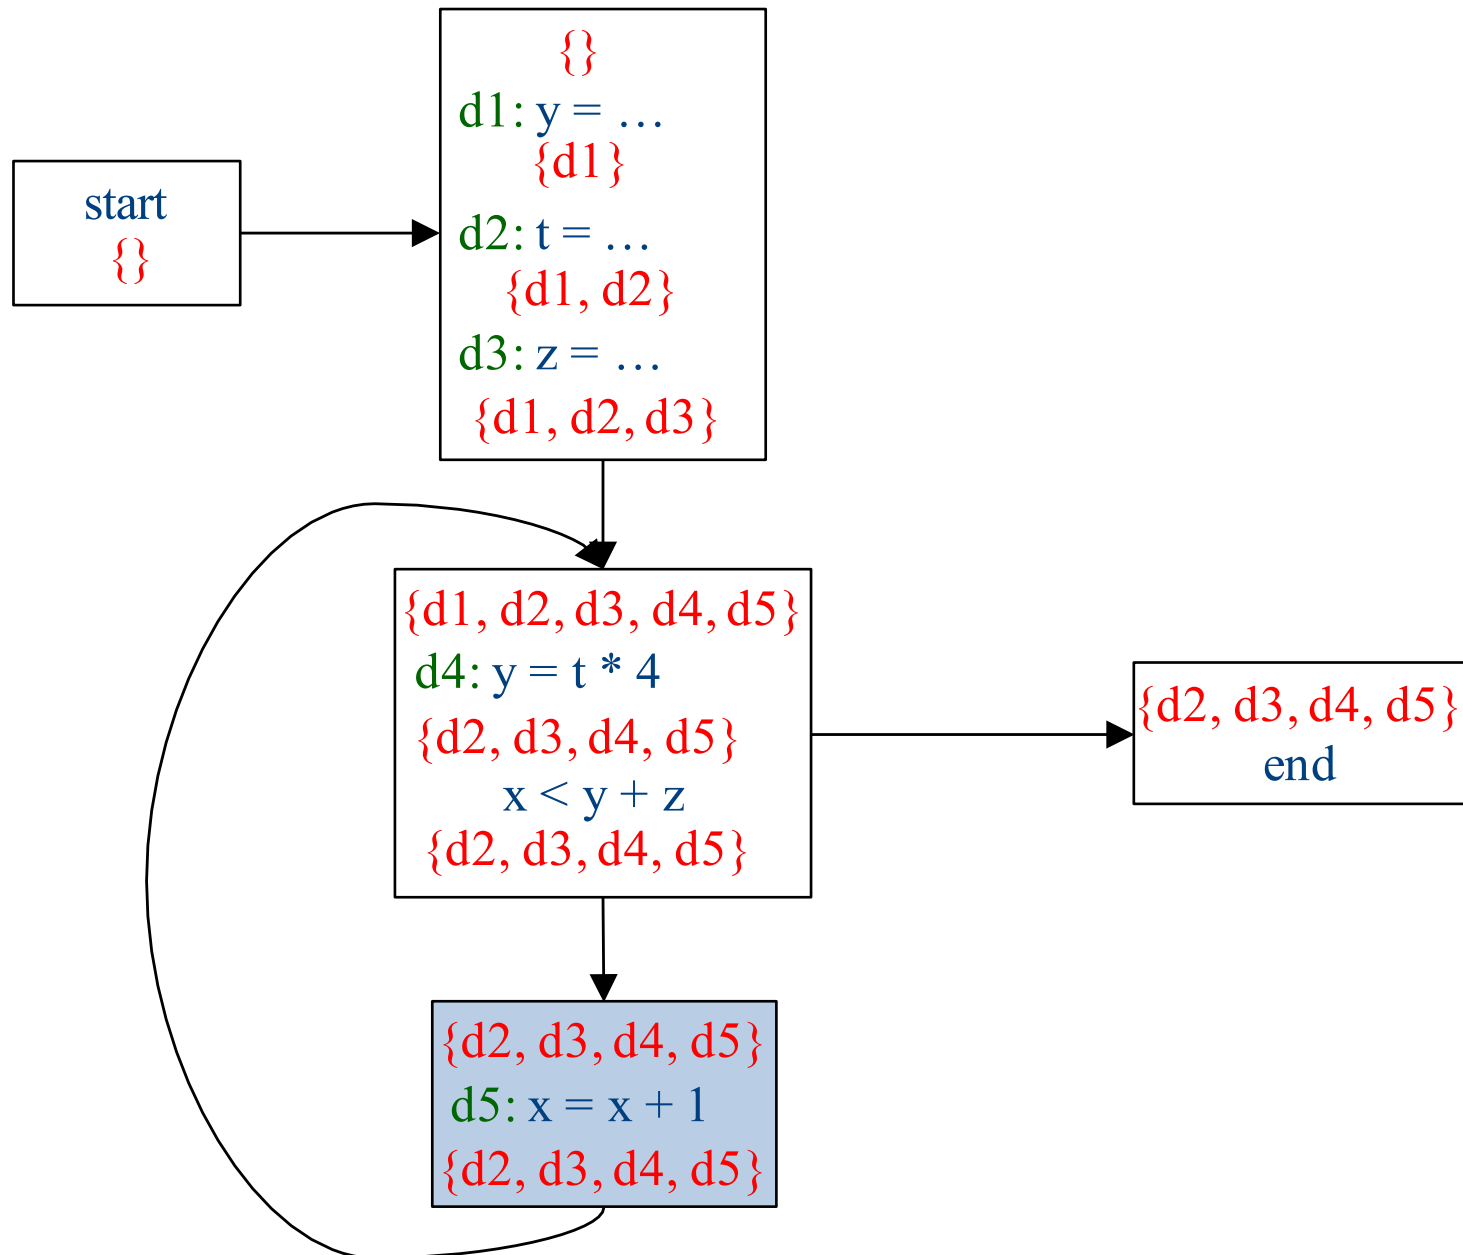 start
{}
{}
d1: y = …
{d1}
d2: t = …
{d1, d2}
d3: z = …
{d1, d2, d3}
{d1, d2, d3, d4, d5}
d4: y = t * 4
{d2, d3, d4, d5}
x < y + z
{d2, d3, d4, d5}
{d2, d3, d4, d5}
end
{d2, d3, d4, d5}
d5: x = x + 1
{d2, d3, d4, d5}